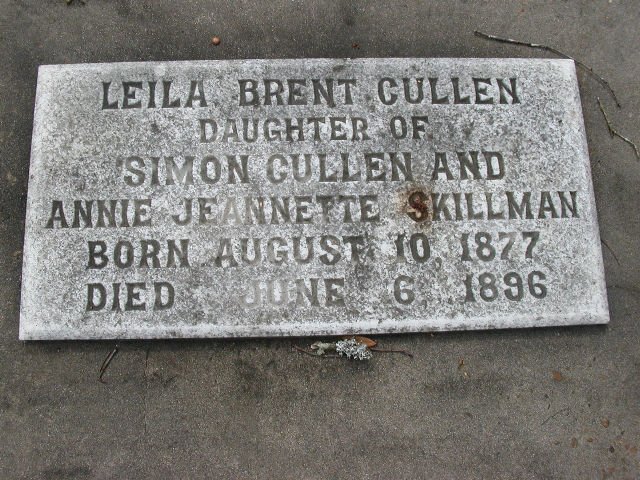 LEILA BRENT CULLEN
DAUGHTER OF
SIMON CULLEN AND
ANNIE JEANNETTE SKILLMAN
BORN AUGUST 10, 1877
DIED JUNE 6, 1896